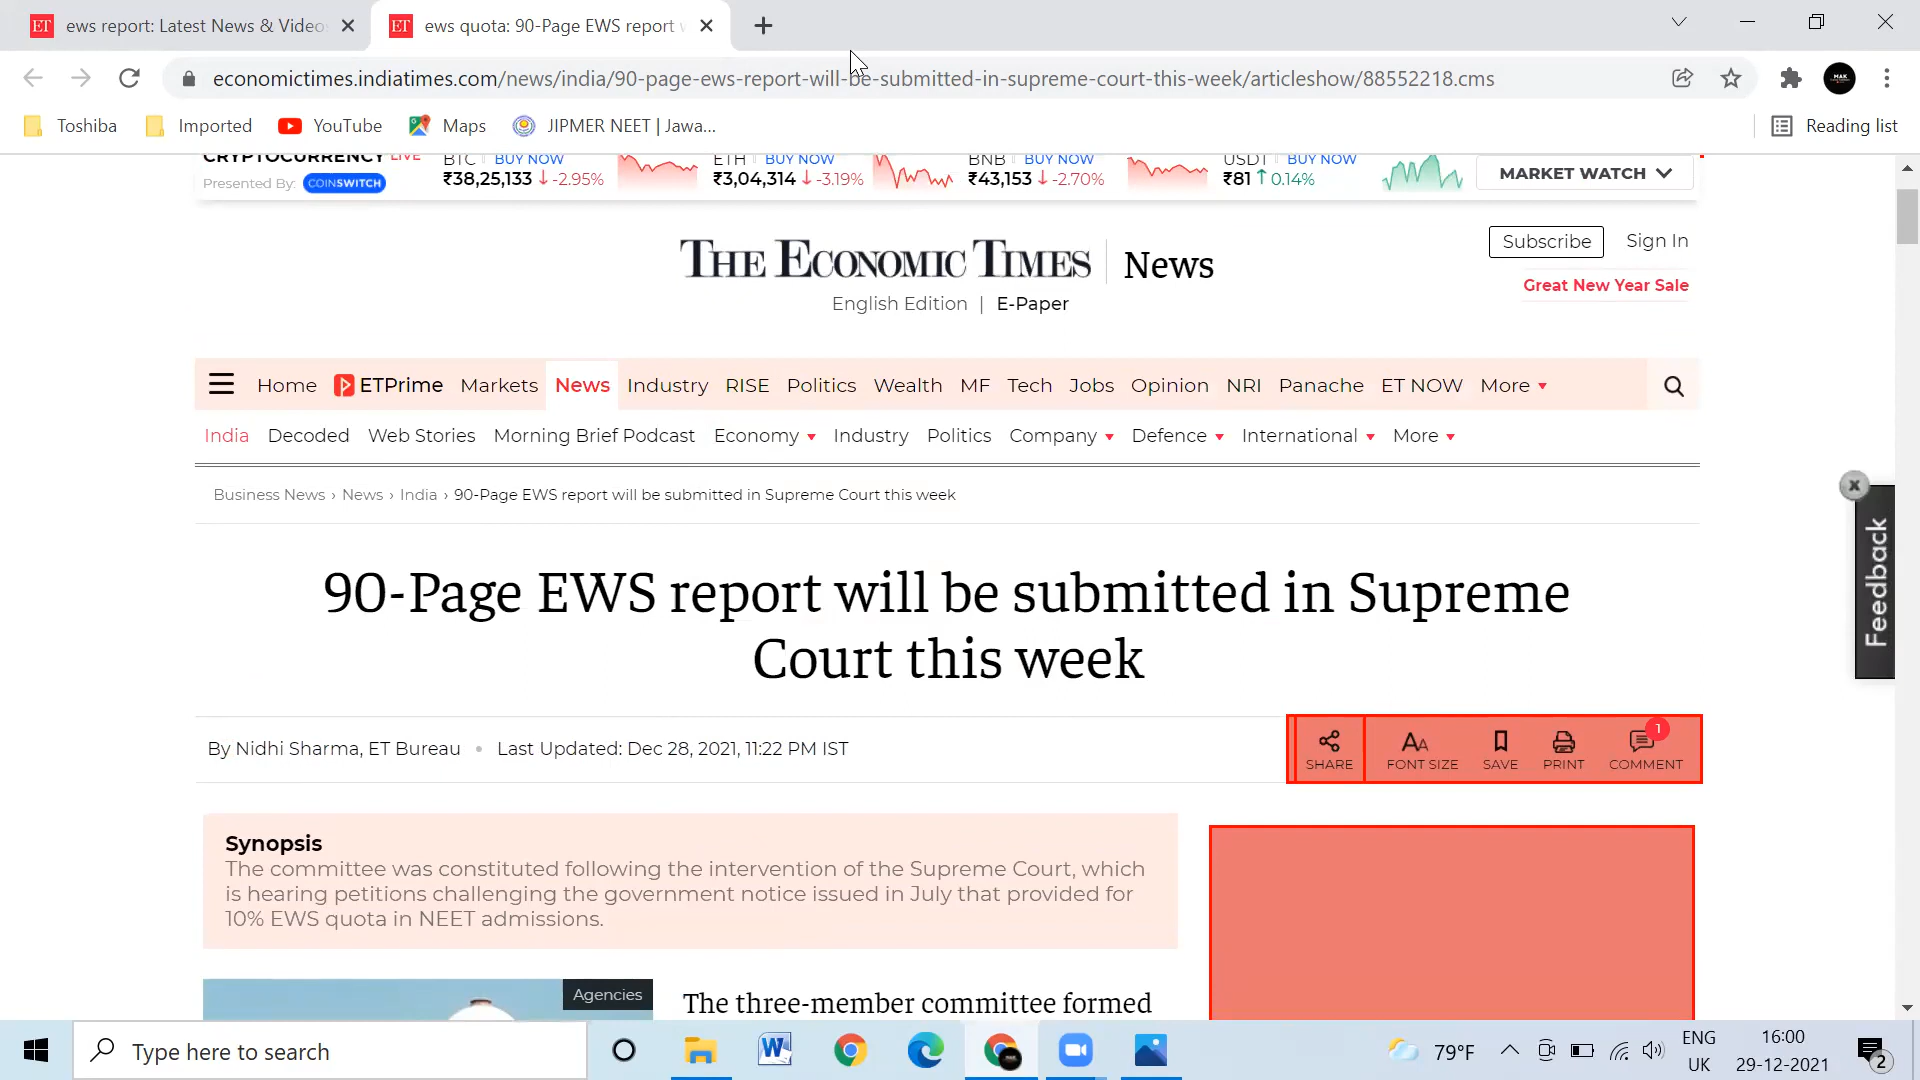 ews report: Latest News & Video
ews quota: 90-Page EWS report
economictimes.indiatimes.com/news/india/90-page-ews-report-will-be-submitted-in-supreme-court-this-week/articleshow/88552218.cms
Toshiba Imported YouTube Maps JIPMER NEET | Jawa... Reading list
CRYPTOCURRENCY LIVE BTC BUY NOW ETH BUY NOW BNB BUY NOW USDT BUY NOW
Presented By: COINSWITCH ₹38,25,133 ↓ -2.95% ₹3,04,314 ↓ -3.19% ₹43,153 ↓ -2.70% ₹81 ↑ 0.14% MARKET WATCH
THE ECONOMIC TIMES | News
Subscribe Sign In
Great New Year Sale
English Edition | E-Paper
Home ETPrime Markets News Industry RISE Politics Wealth MF Tech Jobs Opinion NRI Panache ET NOW More
India Decoded Web Stories Morning Brief Podcast Economy Industry Politics Company Defence International More
Business News › News › India › 90-Page EWS report will be submitted in Supreme Court this week
x
Feedback
90-Page EWS report will be submitted in Supreme
Court this week
By Nidhi Sharma, ET Bureau • Last Updated: Dec 28, 2021, 11:22 PM IST
1
SHARE FONT SIZE SAVE PRINT COMMENT
Synopsis
The committee was constituted following the intervention of the Supreme Court, which
is hearing petitions challenging the government notice issued in July that provided for
10% EWS quota in NEET admissions.
Agencies
The three-member committee formed
Type here to search
79°F
ENG
UK
16:00
29-12-2021
2